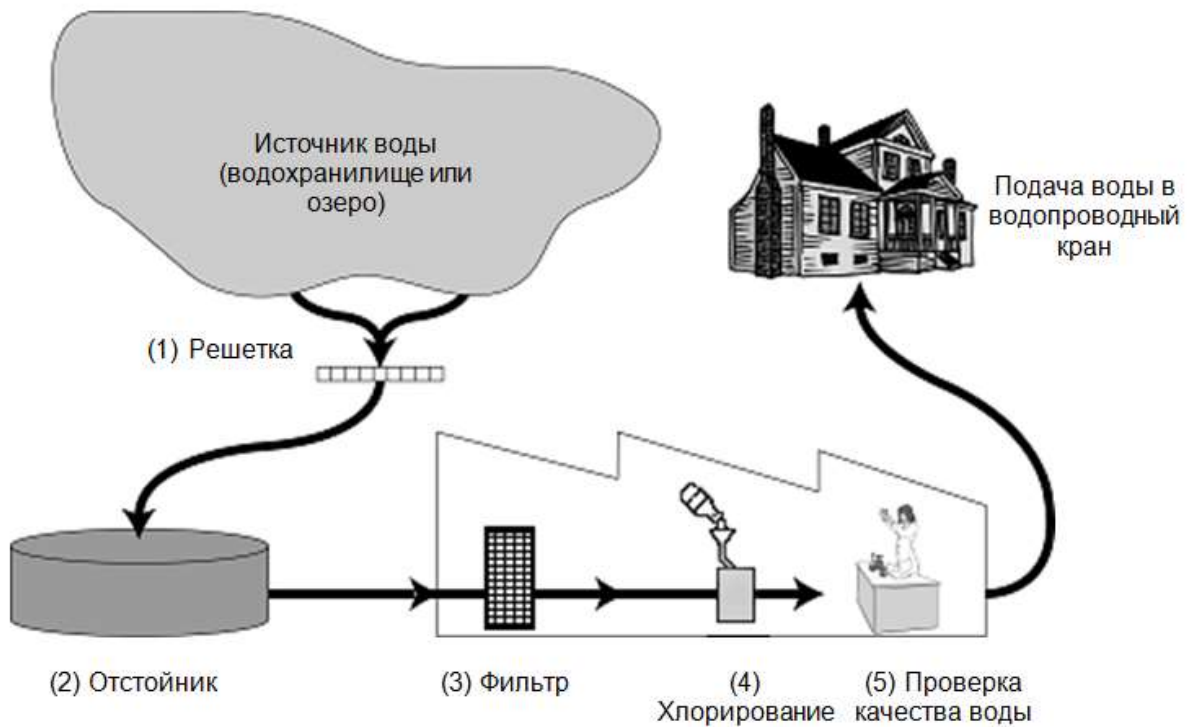 Источник воды
(водохранилище или
озеро)
Подача воды в
водопроводный
кран
(1) Решетка
(2) Отстойник
(3) Фильтр
(4)
Хлорирование
(5) Проверка
качества воды